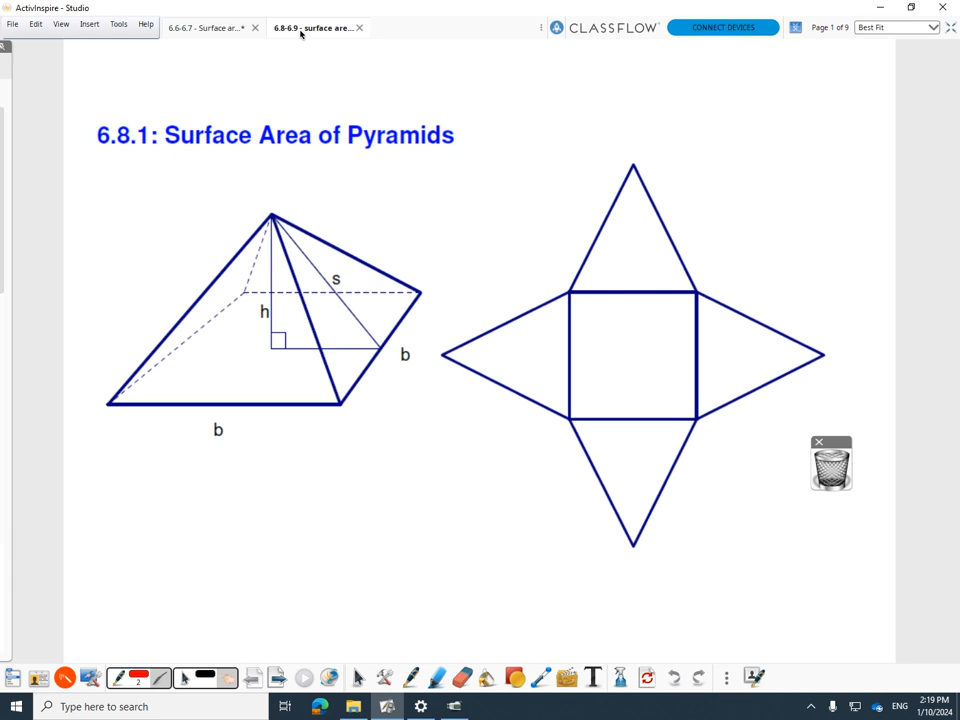 ActivInspire - Studio
File Edit View Insert Tools Help
6.6-6.7 - Surface ar...*
6.8-6.9 - surface are...
CLASSFLOW
CONNECT DEVICES
Page 1 of 9
Best Fit
6.8.1: Surface Area of Pyramids
s
h
b
b
2
T
Type here to search
ENG
2:19 PM
1/10/2024